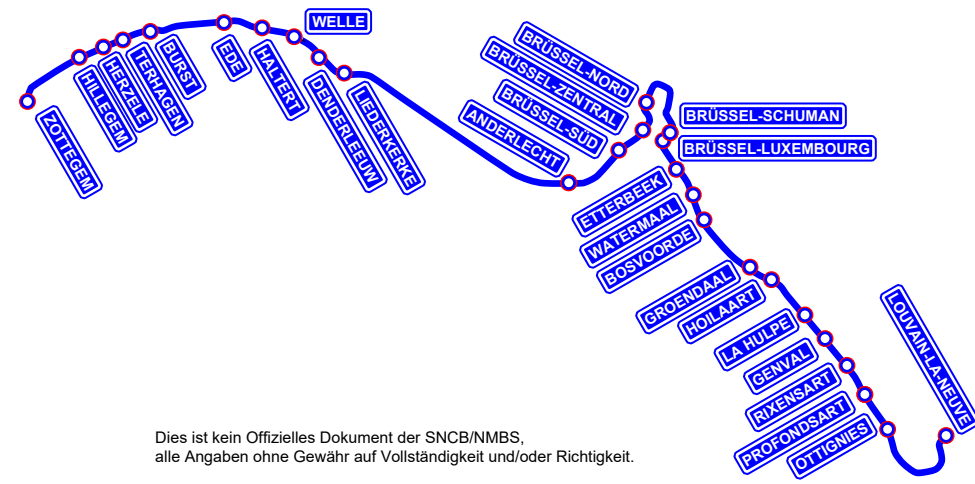 ZOTTEGEM
HILLEGEM
HERZELE
TERHAGEN
BURST
EDE
HALTERT
WELLE
DENDERLEEUW
LIEDERKERKE
ANDERLECHT
BRÜSSEL-SÜD
BRÜSSEL-ZENTRAL
BRÜSSEL-NORD
BRÜSSEL-SCHUMAN
BRÜSSEL-LUXEMBOURG
ETTERBEEK
WATERMAAL
BOSVOORDE
GROENDAAL
HOILAART
LA HULPE
GENVAL
RIXENSART
PROFONDSART
OTTIGNIES
LOUVAIN-LA-NEUVE
Dies ist kein Offizielles Dokument der SNCB/NMBS,
alle Angaben ohne Gewähr auf Vollständigkeit und/oder Richtigkeit.